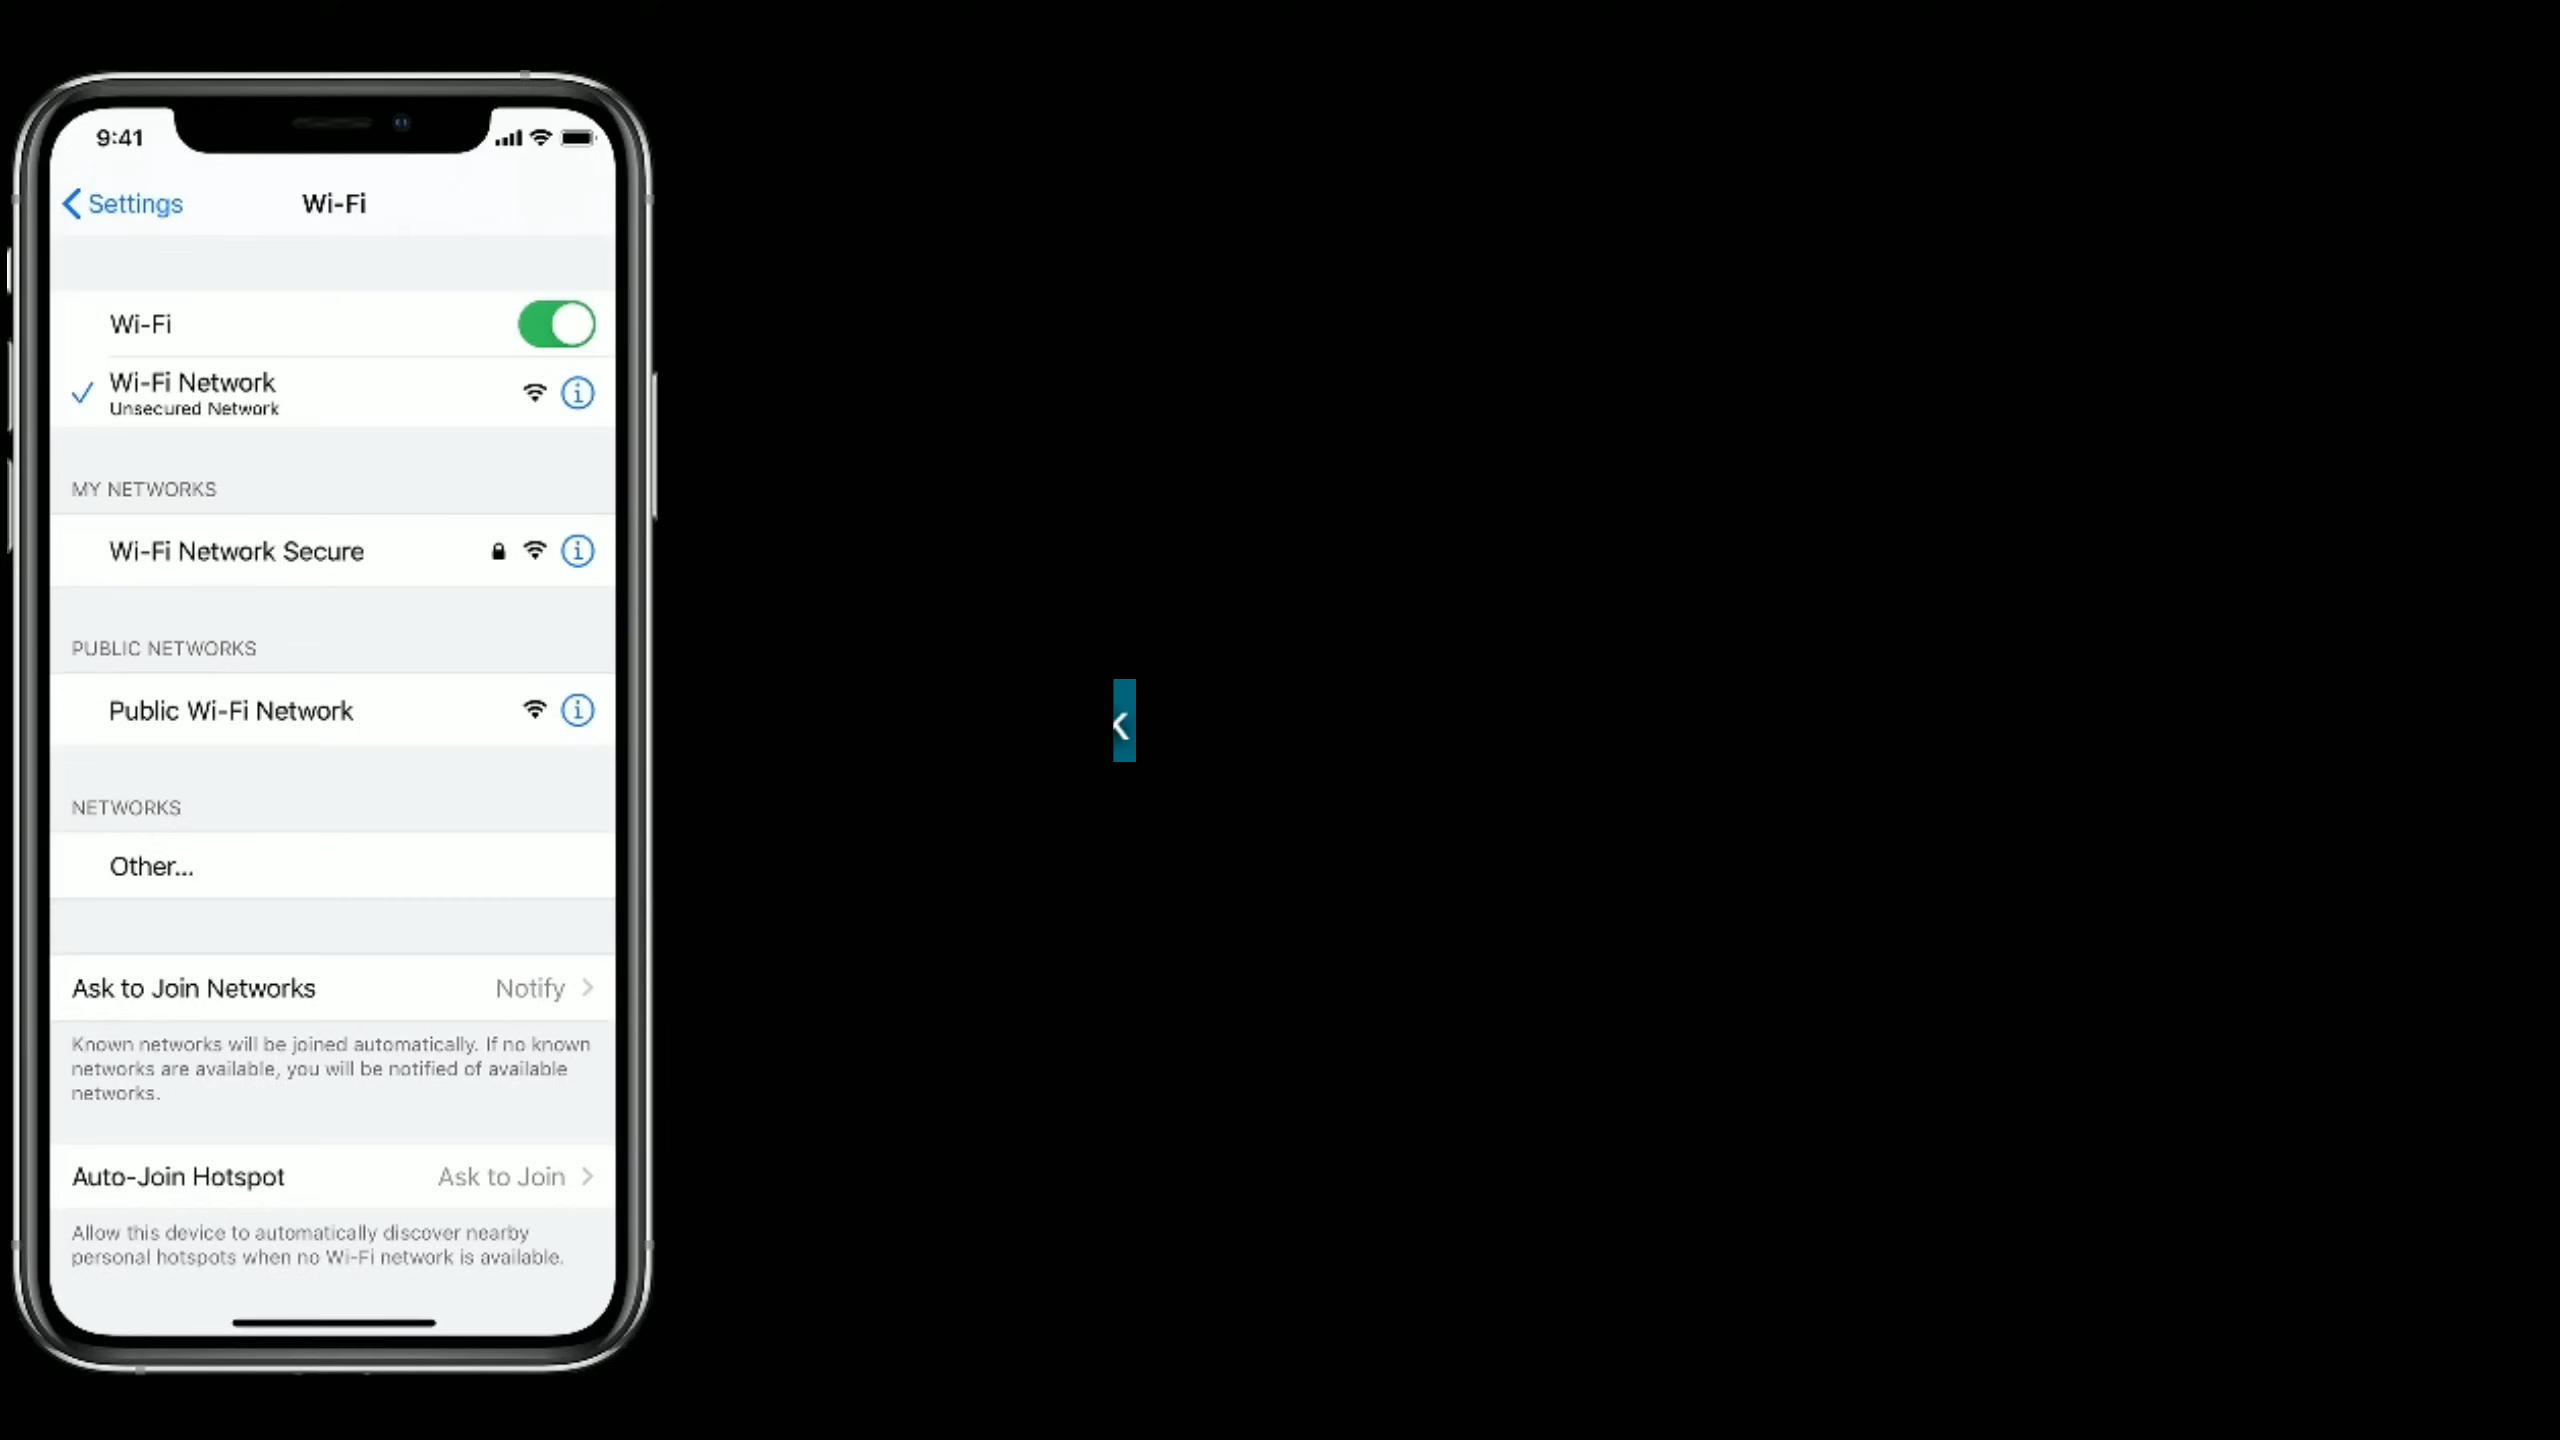 9:41
Settings
Wi-Fi
Wi-Fi
Wi-Fi Network
Unsecured Network
MY NETWORKS
Wi-Fi Network Secure
PUBLIC NETWORKS
Public Wi-Fi Network
NETWORKS
Other...
Ask to Join Networks Notify
Known networks will be joined automatically. If no known
networks are available, you will be notified of available
networks.
Auto-Join Hotspot Ask to Join
Allow this device to automatically discover nearby
personal hotspots when no Wi-Fi network is available.